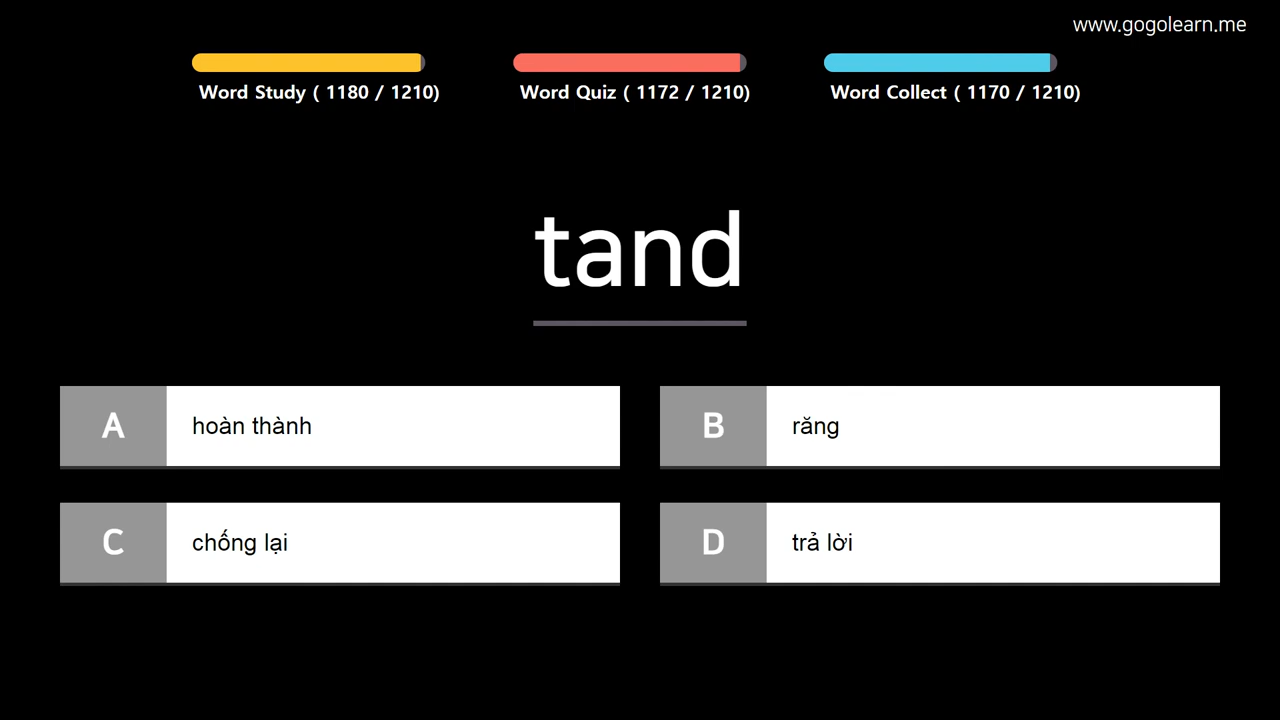 www.gogolearn.me
Word Study ( 1180 / 1210)
Word Quiz ( 1172 / 1210)
Word Collect ( 1170 / 1210)
tand
A hoàn thành
B răng
C chống lại
D trả lời